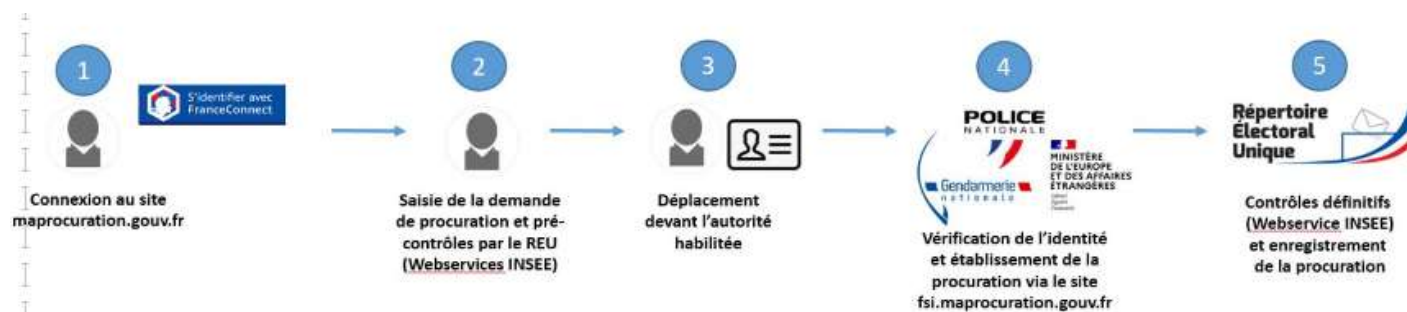 1
S'identifier avec
FranceConnect
Connexion au site
maprocuration.gouv.fr
2
Saisie de la demande
de procuration et pré-
contrôles par le REU
(Webservices INSEE)
3
Déplacement
devant l'autorité
habilitée
4
POLICE
NATIONALE
Gendarmerie
nationale
MINISTÈRE
DE L'EUROPE
ET DES AFFAIRES
ÉTRANGÈRES
Vérification de l'identité
et établissement de la
procuration via le site
fsi.maprocuration.gouv.fr
5
Répertoire
Électoral
Unique
Contrôles définitifs
(Webservice INSEE)
et enregistrement
de la procuration